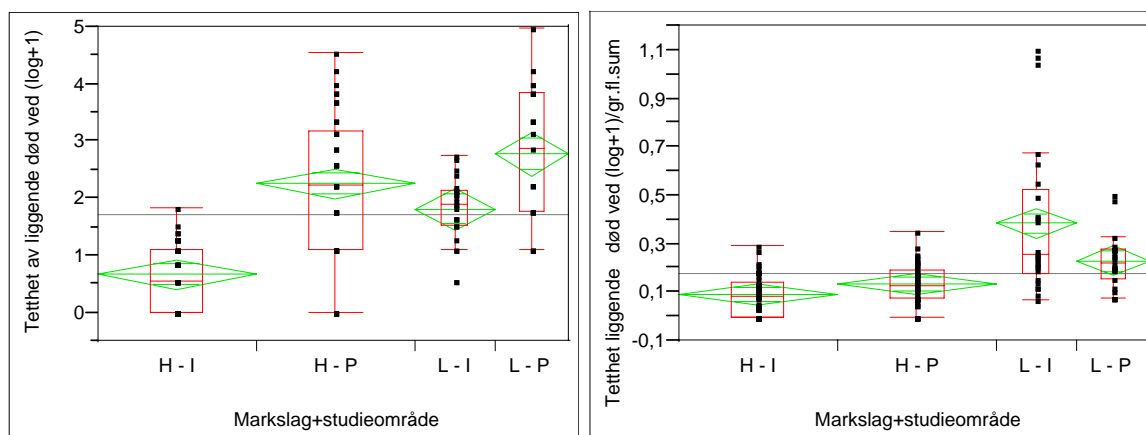 Tetthet av liggende død ved (log+1)
5
4
3
2
1
0
H - I H - P L - I L - P
Markslag+studieområde
Tetthet liggende død ved (log+1)/gr.fl.sum
1,1
0,9
0,7
0,5
0,3
0,1
-0,1
H - I H - P L - I L - P
Markslag+studieområde